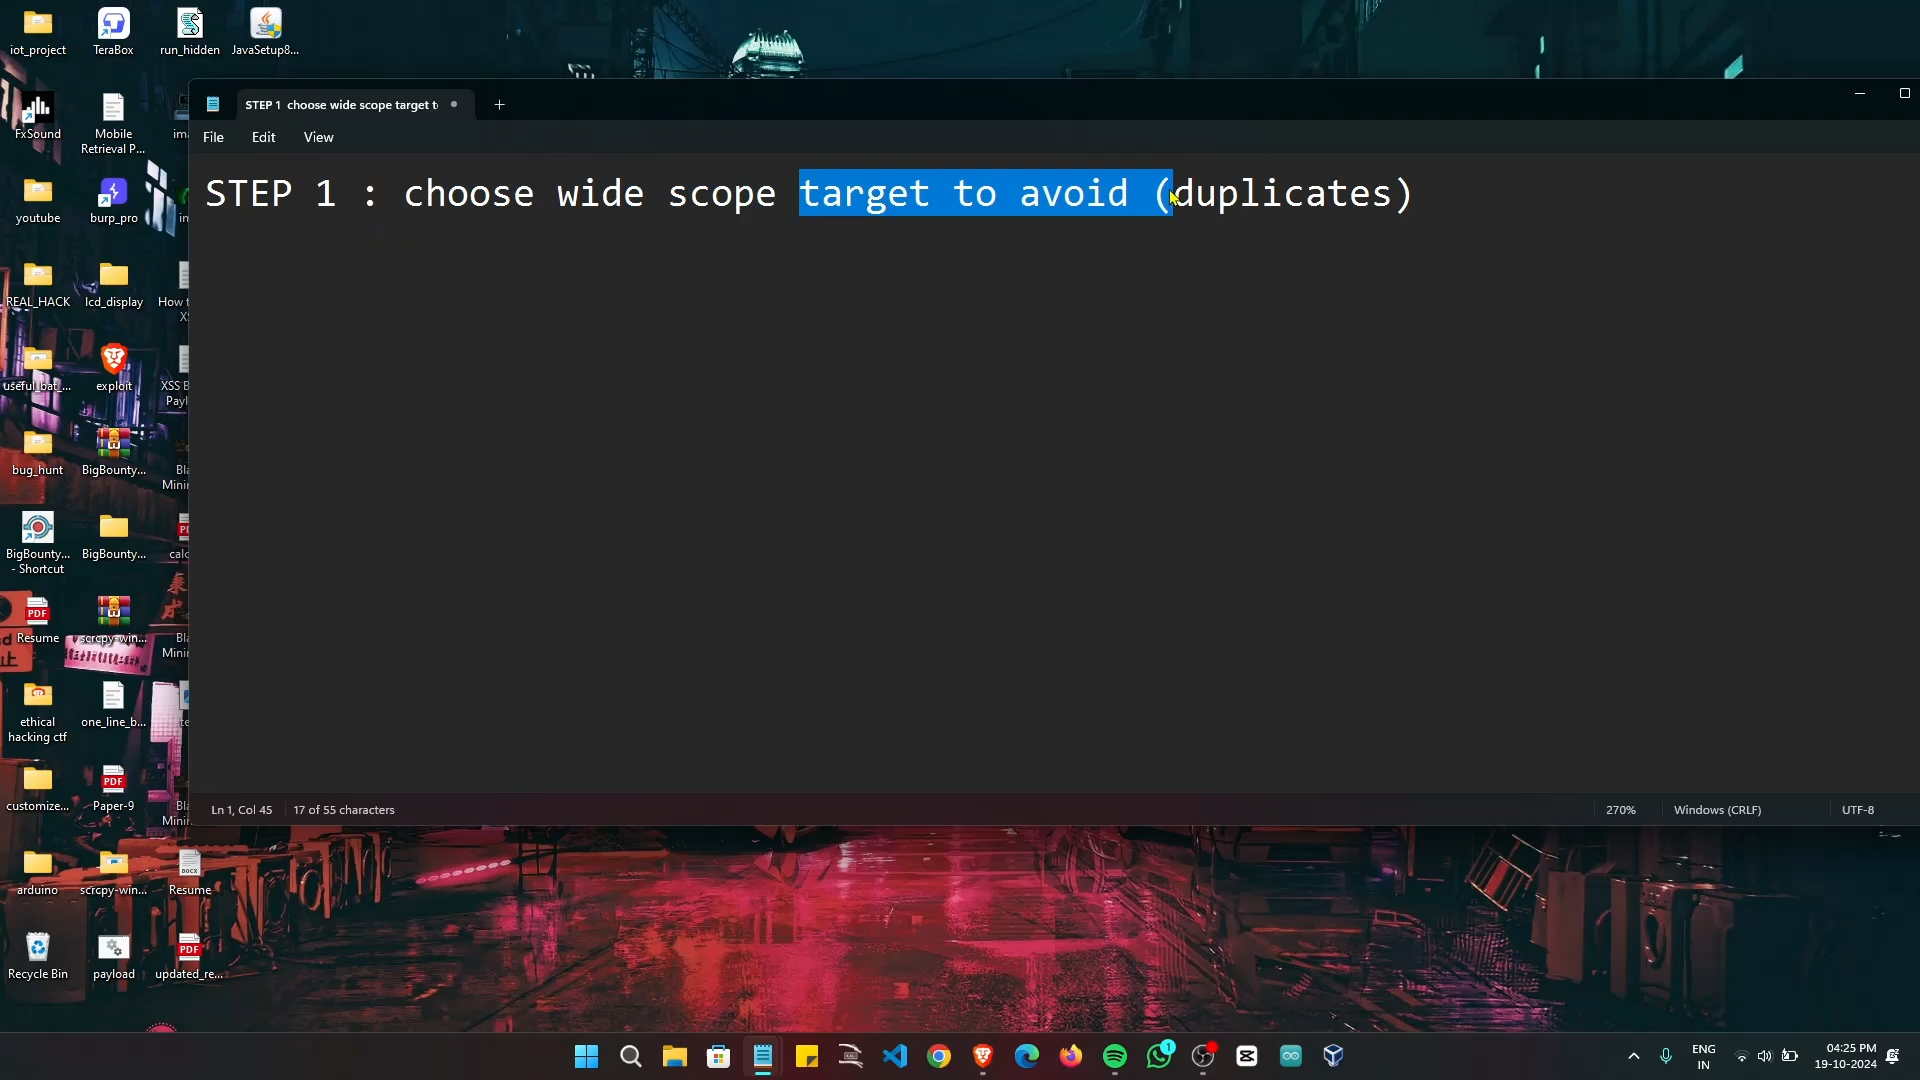 iot_project
TeraBox
run_hidden
JavaSetup8...
FxSound
Mobile
Retrieval P...
youtube
burp_pro
REAL_HACK
lcd_display
useful_bat_...
exploit
bug_hunt
BigBounty...
BigBounty...
- Shortcut
BigBounty...
Resume
scrcpy-win...
ethical
hacking ctf
one_line_b...
customize...
Paper-9
arduino
scrcpy-win...
Resume
Recycle Bin
payload
updated_re...
STEP 1 choose wide scope target t
File Edit View
STEP 1 : choose wide scope target to avoid (duplicates)
Ln 1, Col 45
17 of 55 characters
270%
Windows (CRLF)
UTF-8
ENG
IN
04:25 PM
19-10-2024